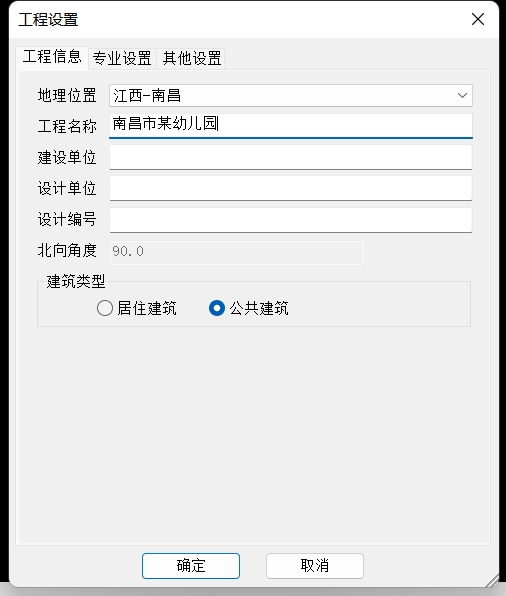 工程设置
工程信息 专业设置 其他设置
地理位置 江西-南昌
工程名称 南昌市某幼儿园
建设单位
设计单位
设计编号
北向角度 90.0
建筑类型
居住建筑 公共建筑
确定 取消